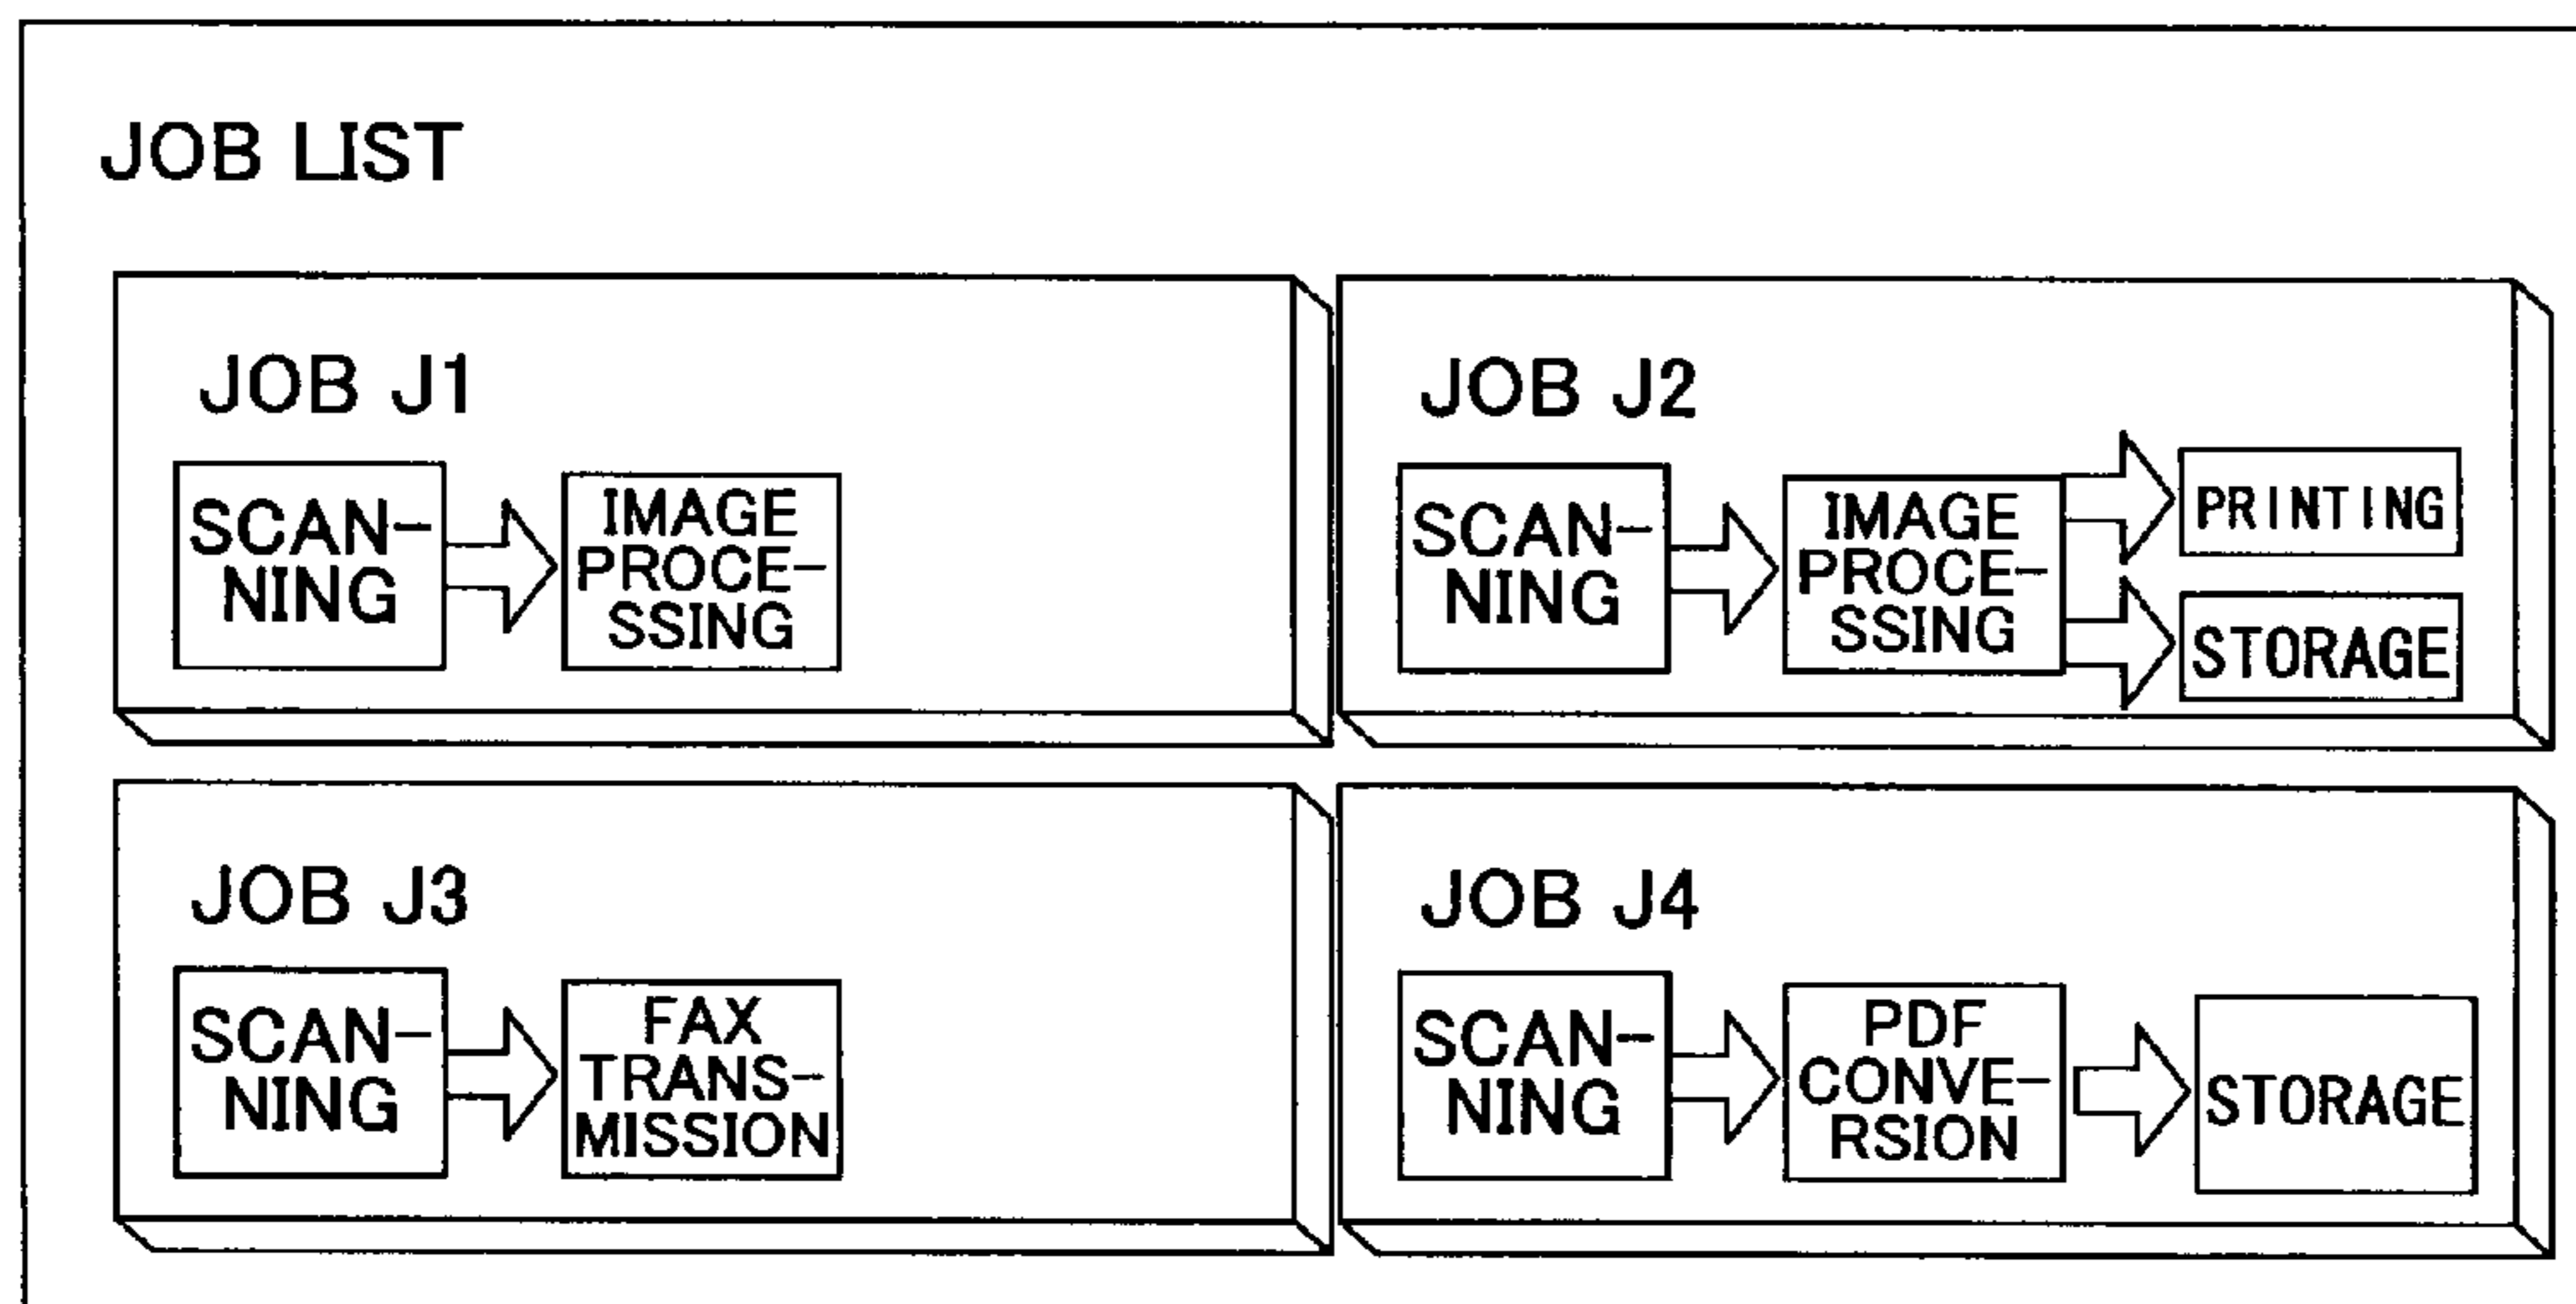 JOB LIST
JOB J1
SCAN-
NING
IMAGE
PROCE-
SSING
JOB J2
SCAN-
NING
IMAGE
PROCE-
SSING
PRINTING
STORAGE
JOB J3
SCAN-
NING
FAX
TRANS-
MISSION
JOB J4
SCAN-
NING
PDF
CONVE-
RSION
STORAGE